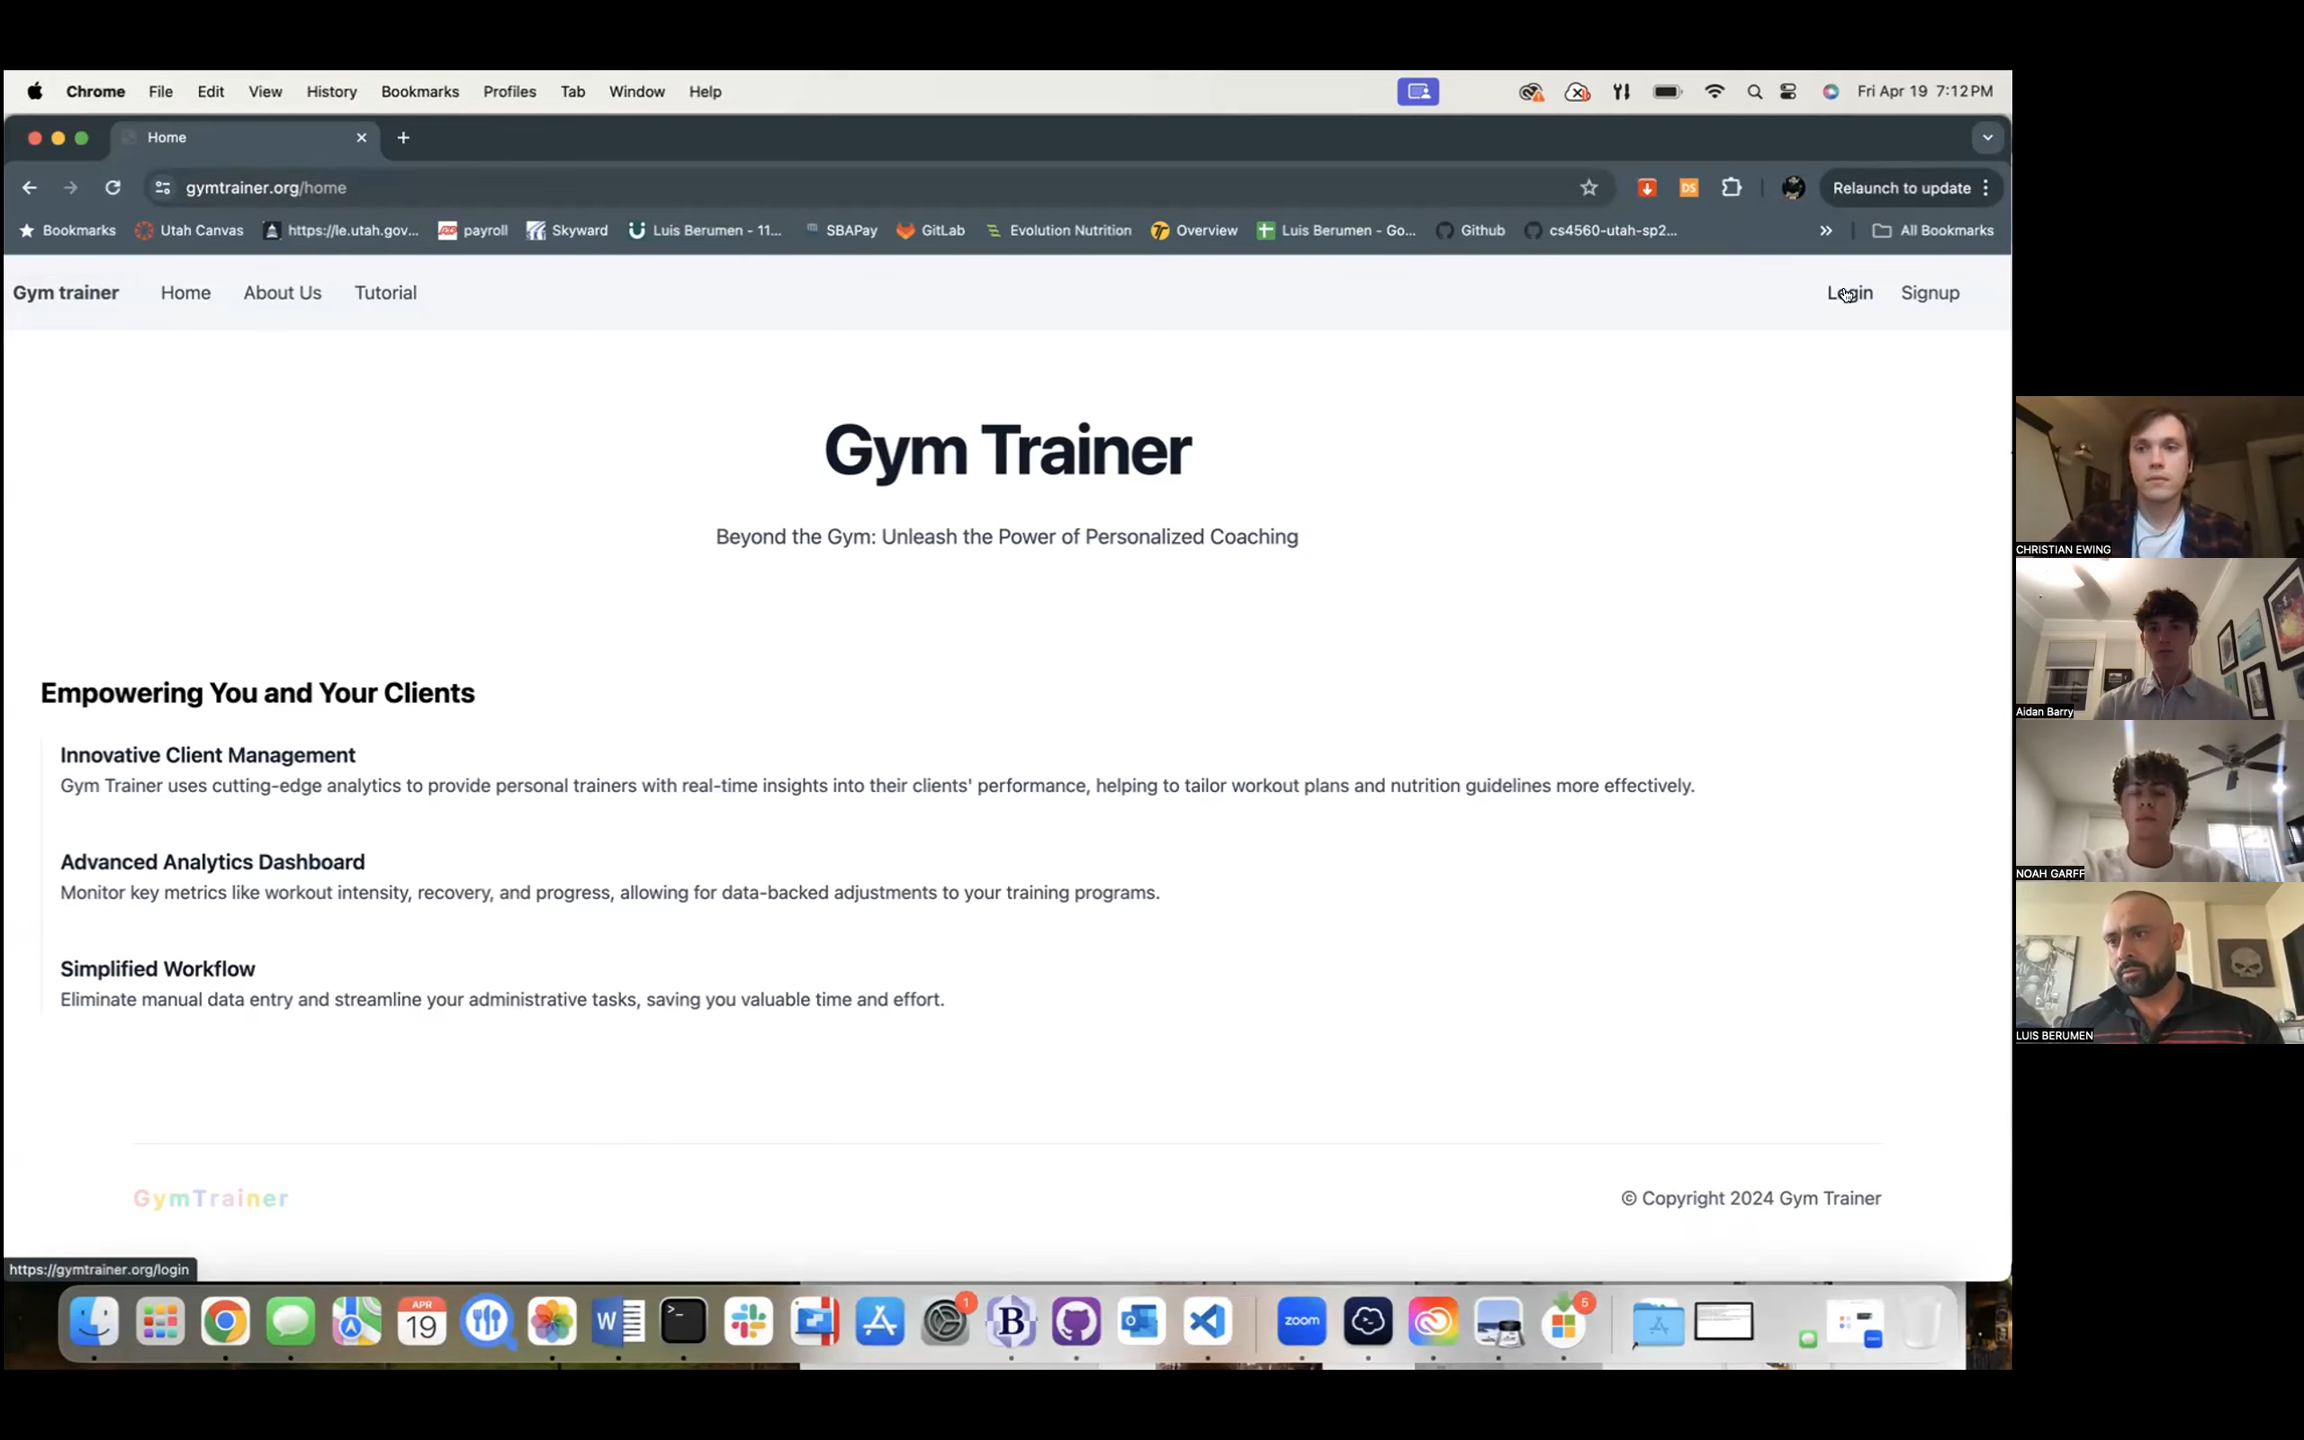 Chrome File Edit View History Bookmarks Profiles Tab Window Help Fri Apr 19 7:12 PM
Home
gymtrainer.org/home DS Relaunch to update
Bookmarks Utah Canvas https://le.utah.gov... payroll Skyward Luis Berumen - 11... SBAPay GitLab Evolution Nutrition Overview Luis Berumen - Go... Github cs4560-utah-sp2... » All Bookmarks
Gym trainer Home About Us Tutorial Login Signup
Gym Trainer
Beyond the Gym: Unleash the Power of Personalized Coaching
Empowering You and Your Clients
Innovative Client Management
Gym Trainer uses cutting-edge analytics to provide personal trainers with real-time insights into their clients' performance, helping to tailor workout plans and nutrition guidelines more effectively.
Advanced Analytics Dashboard
Monitor key metrics like workout intensity, recovery, and progress, allowing for data-backed adjustments to your training programs.
Simplified Workflow
Eliminate manual data entry and streamline your administrative tasks, saving you valuable time and effort.
GymTrainer © Copyright 2024 Gym Trainer
https://gymtrainer.org/login
APR
19
1
zoom
5
CHRISTIAN EWING
Aidan Barry
NOAH GARFF
LUIS BERUMEN